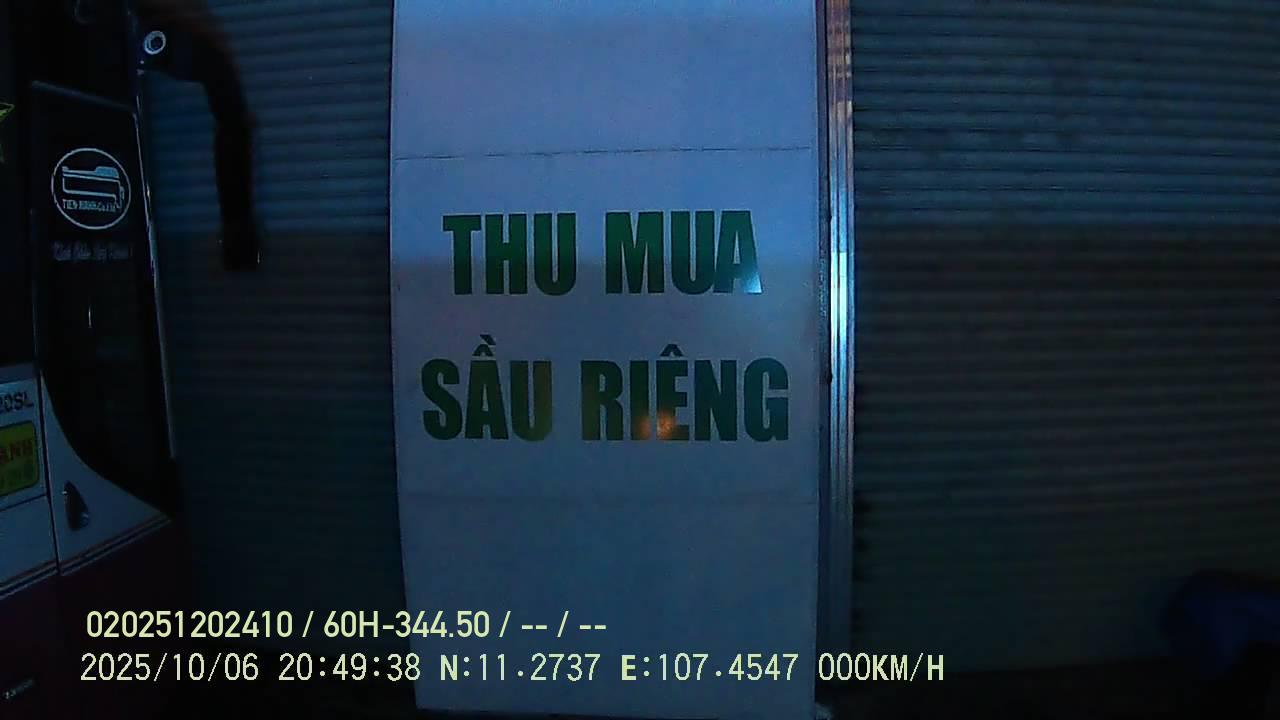 THU MUA
SẦU RIÊNG
020251202410 / 60H-344.50 / -- / --
2025/10/06 20:49:38 N:11.2737 E:107.4547 000KM/H